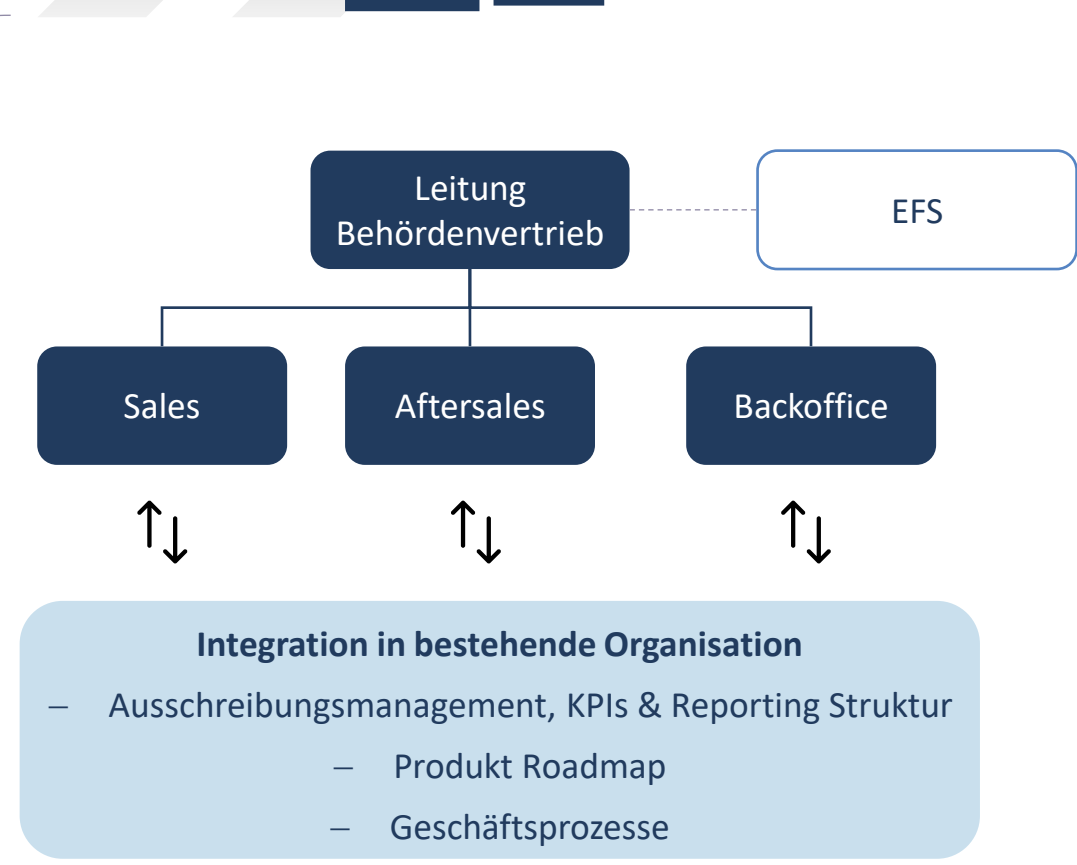 Leitung
Behördenvertrieb
EFS
Sales
Aftersales
Backoffice
Integration in bestehende Organisation
– Ausschreibungsmanagement, KPIs & Reporting Struktur
– Produkt Roadmap
– Geschäftsprozesse